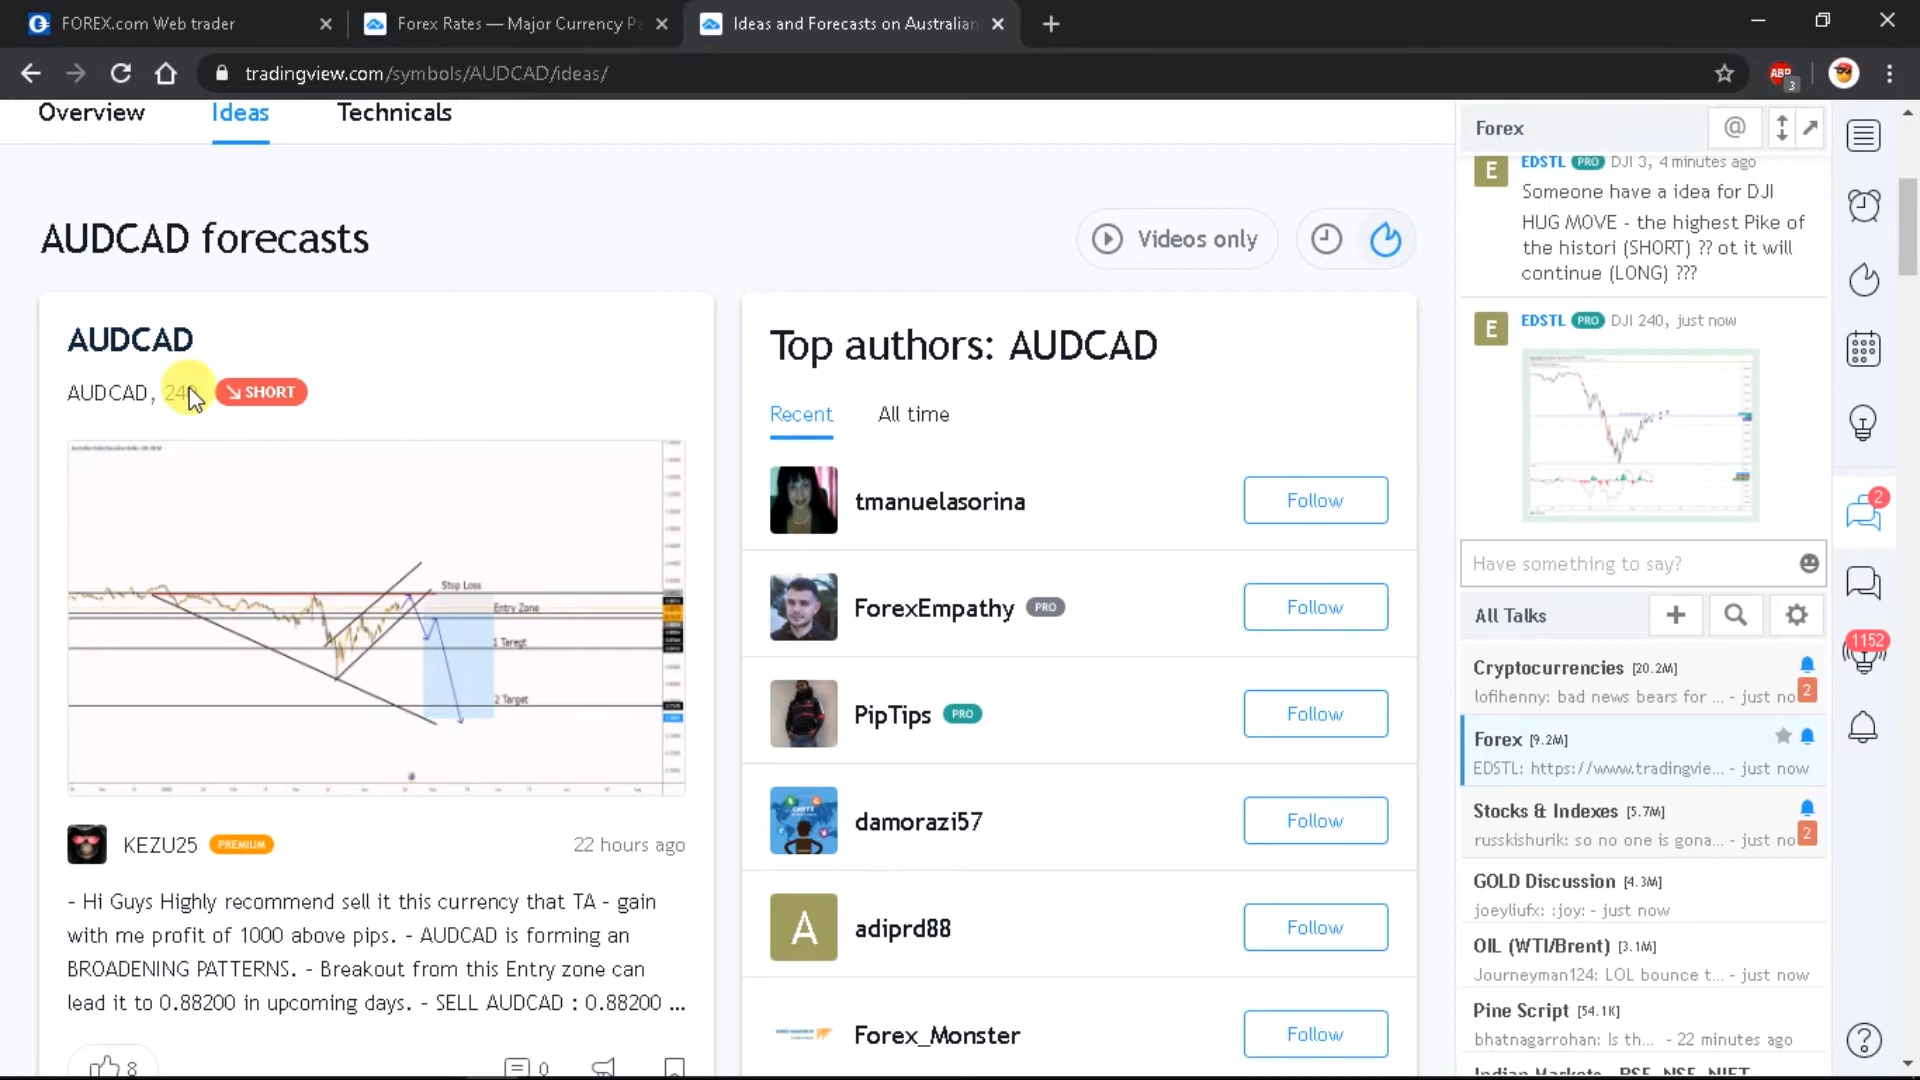 FOREX.com Web trader
Forex Rates — Major Currency Pa
Ideas and Forecasts on Australian
tradingview.com/symbols/AUDCAD/ideas/
ABP
3
Overview
Ideas
Technicals
AUDCAD forecasts
Videos only
AUDCAD
AUDCAD, 240
SHORT
Stop Loss
Entry Zone
1 Taregt
2 Target
KEZU25
PREMIUM
22 hours ago
- Hi Guys Highly recommend sell it this currency that TA - gain
with me profit of 1000 above pips. - AUDCAD is forming an
BROADENING PATTERNS. - Breakout from this Entry zone can
lead it to 0.88200 in upcoming days. - SELL AUDCAD : 0.88200 ...
8
0
Top authors: AUDCAD
Recent
All time
tmanuelasorina
Follow
ForexEmpathy
PRO
Follow
PipTips
PRO
Follow
damorazi57
Follow
A
adiprd88
Follow
Forex_Monster
Follow
Forex
@
E
EDSTL PRO DJI 3, 4 minutes ago
Someone have a idea for DJI
HUG MOVE - the highest Pike of
the histori (SHORT) ?? ot it will
continue (LONG) ???
E
EDSTL PRO DJI 240, just now
Have something to say?
All Talks
Cryptocurrencies [20.2M]
lofihenny: bad news bears for ... - just no
2
Forex [9.2M]
EDSTL: https://www.tradingvie... - just now
Stocks & Indexes [5.7M]
russkishurik: so no one is gona... - just no
2
GOLD Discussion [4.3M]
joeyliufx: :joy: - just now
OIL (WTI/Brent) [3.1M]
Journeyman124: LOL bounce t... - just now
Pine Script [54.1K]
bhatnagarrohan: Is th... - 22 minutes ago
2
1152